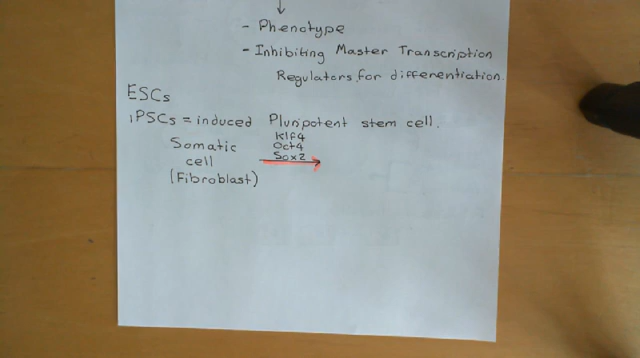 - Phenotype
- Inhibiting Master Transcription
Regulators for differentiation.
ESCs
iPSCs = induced Pluripotent stem cell.
Somatic
cell
(Fibroblast)
Klf4
Oct4
Sox2